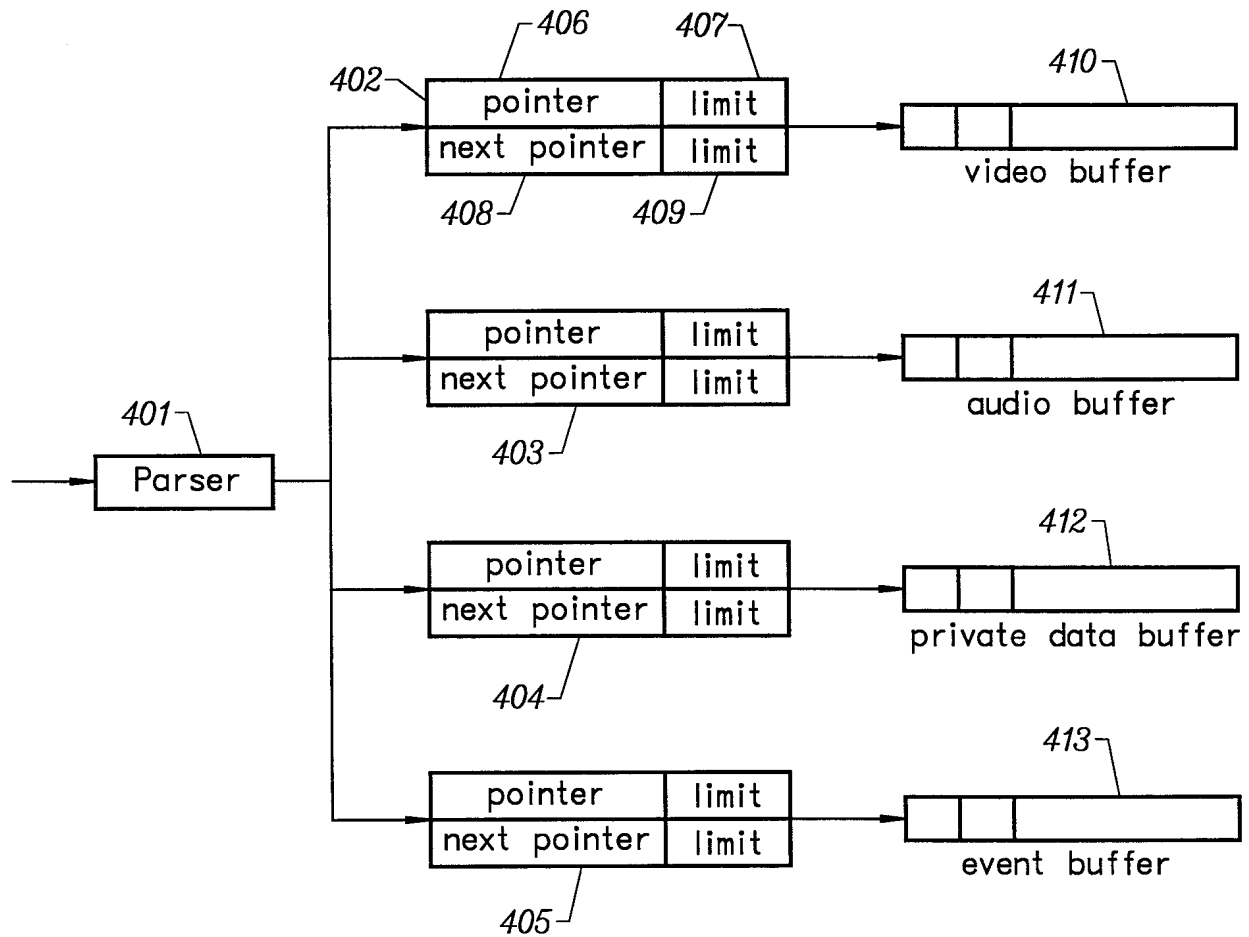 406
407
402
410
pointer limit
next pointer limit
video buffer
408
409
411
pointer limit
next pointer limit
audio buffer
401
403
Parser
412
pointer limit
next pointer limit
private data buffer
404
413
pointer limit
next pointer limit
event buffer
405